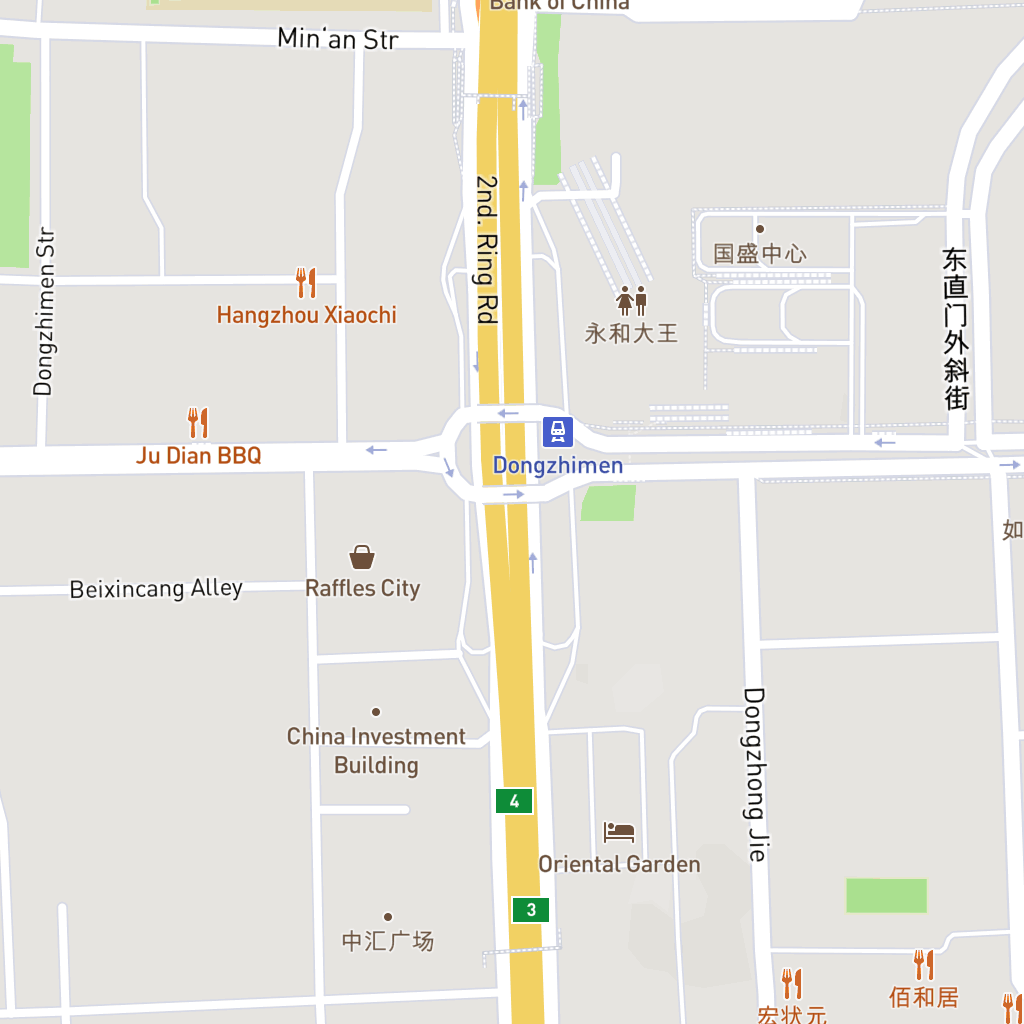 Bank of China
Min'an Str
2nd. Ring Rd
Dongzhimen Str
国盛中心
东直门外斜街
Hangzhou Xiaochi
永和大王
Ju Dian BBQ
Dongzhimen
如
Raffles City
Beixincang Alley
China Investment
Building
Dongzhong Jie
4
Oriental Garden
3
中汇广场
佰和居
宏状元